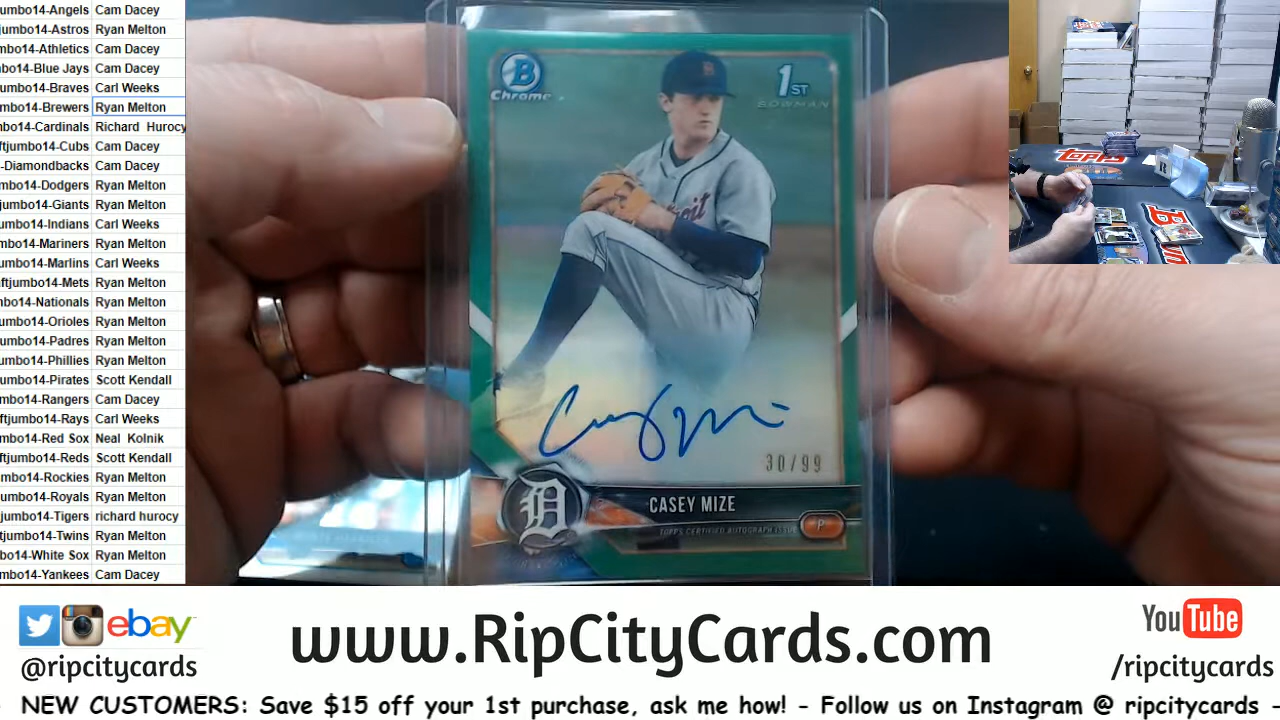 umbo14-Angels Cam Dacey
jumbo14-Astros Ryan Melton
mbo14-Athletics Cam Dacey
nbo14-Blue Jays Cam Dacey
umbo14-Braves Carl Weeks
mbo14-Brewers Ryan Melton
nbo14-Cardinals Richard Hurocy
ftjumbo14-Cubs Cam Dacey
-Diamondbacks Cam Dacey
mbo14-Dodgers Ryan Melton
umbo14-Giants Ryan Melton
umbo14-Indians Carl Weeks
mbo14-Mariners Ryan Melton
umbo14-Marlins Carl Weeks
ftjumbo14-Mets Ryan Melton
nbo14-Nationals Ryan Melton
umbo14-Orioles Ryan Melton
umbo14-Padres Ryan Melton
umbo14-Phillies Ryan Melton
umbo14-Pirates Scott Kendall
mbo14-Rangers Cam Dacey
ftjumbo14-Rays Carl Weeks
mbo14-Red Sox Neal Kolnik
ftjumbo14-Reds Scott Kendall
mbo14-Rockies Ryan Melton
umbo14-Royals Ryan Melton
jumbo14-Tigers richard hurocy
ftjumbo14-Twins Ryan Melton
bo14-White Sox Ryan Melton
mbo14-Yankees Cam Dacey
B
Chrome
1ST
BOWMAN
B
Detroit
Casey Mize
30/99
D
CASEY MIZE
TOPPS CERTIFIED AUTOGRAPH ISSUE
P
TOPPS
B
ebay
@ripcitycards
www.RipCityCards.com
YouTube
/ripcitycards
NEW CUSTOMERS: Save $15 off your 1st purchase, ask me how! - Follow us on Instagram @ ripcitycards -